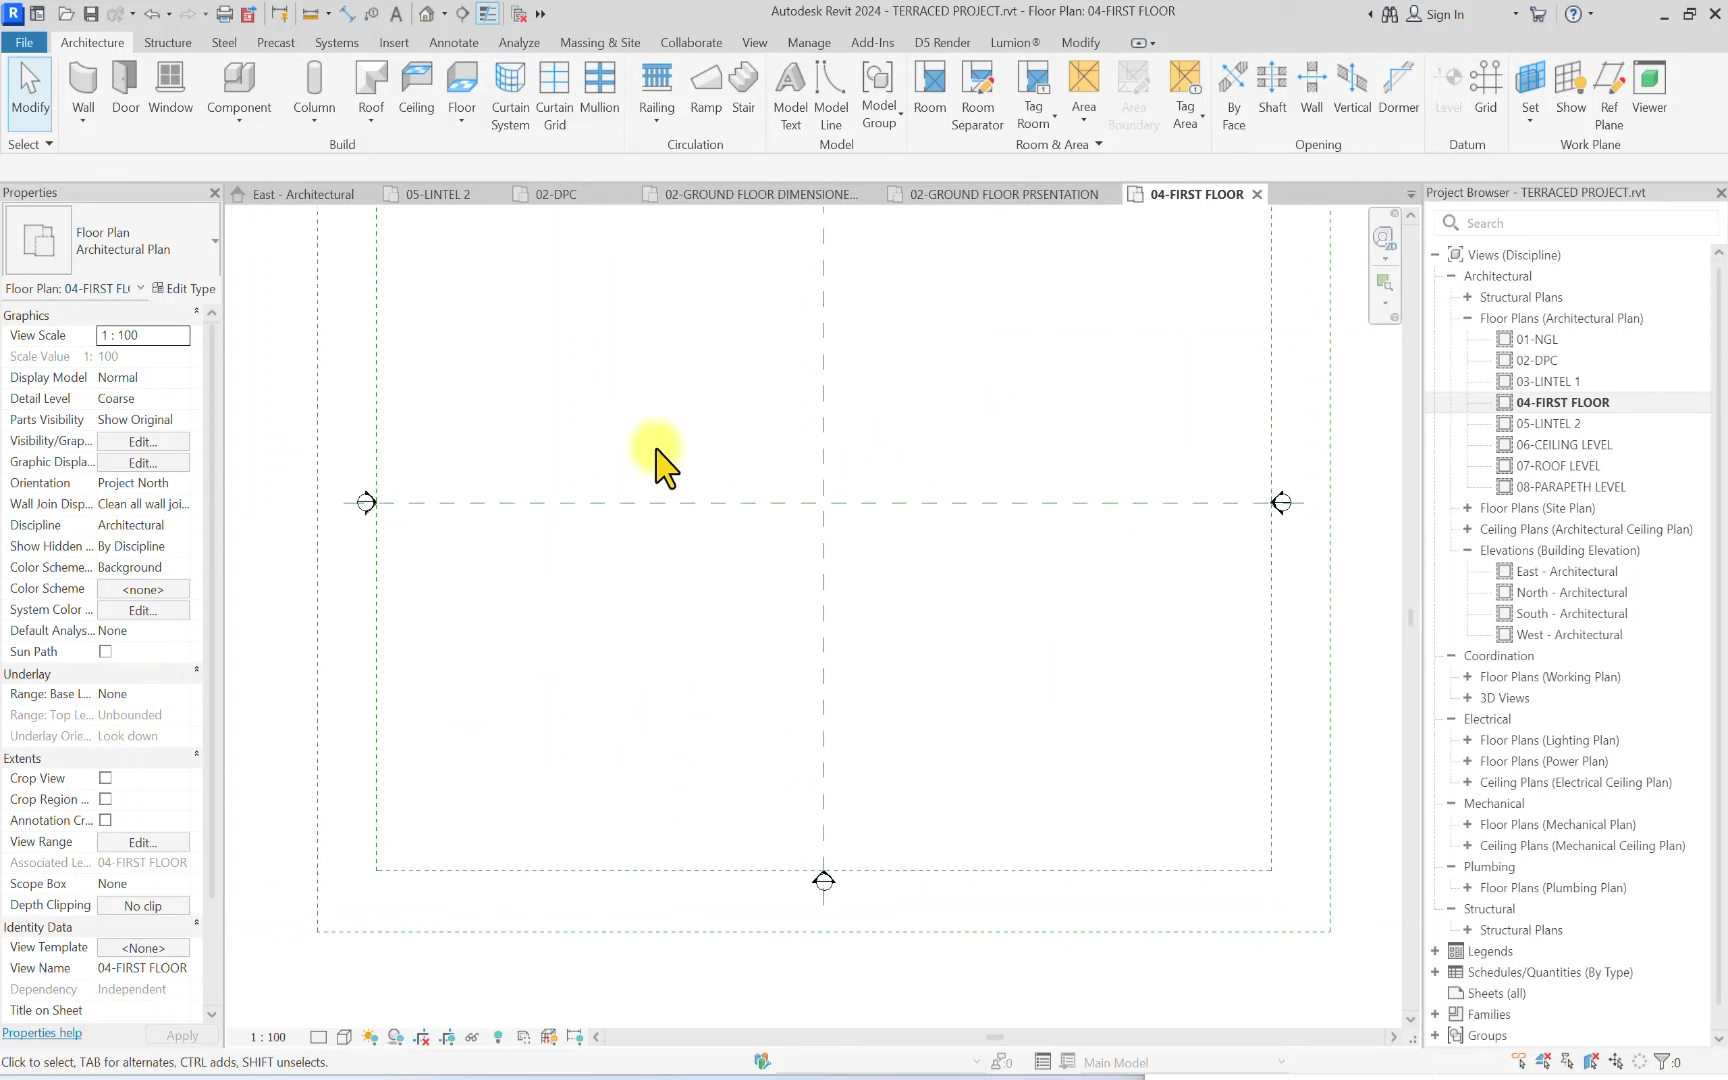 Autodesk Revit 2024 - TERRACED PROJECT.rvt - Floor Plan: 04-FIRST FLOOR
Sign In
File Architecture Structure Steel Precast Systems Insert Annotate Analyze Massing & Site Collaborate View Manage Add-Ins D5 Render Lumion® Modify
Modify Wall Door Window Component Column Roof Ceiling Floor Curtain System Curtain Grid Mullion Railing Ramp Stair Model Text Model Line Model Group Room Room Separator Tag Room Area Area Boundary Tag Area By Face Shaft Wall Vertical Dormer Level Grid Set Show Ref Plane Viewer
Select Build Circulation Model Room & Area Opening Datum Work Plane
Properties
East - Architectural 05-LINTEL 2 02-DPC 02-GROUND FLOOR DIMENSIONE... 02-GROUND FLOOR PRSENTATION 04-FIRST FLOOR
Project Browser - TERRACED PROJECT.rvt
Floor Plan
Architectural Plan
Floor Plan: 04-FIRST FL Edit Type
Graphics
View Scale 1 : 100
Scale Value 1: 100
Display Model Normal
Detail Level Coarse
Parts Visibility Show Original
Visibility/Grap... Edit...
Graphic Displa... Edit...
Orientation Project North
Wall Join Disp... Clean all wall joi...
Discipline Architectural
Show Hidden ... By Discipline
Color Scheme... Background
Color Scheme <none>
System Color ... Edit...
Default Analys... None
Sun Path
Underlay
Range: Base L... None
Range: Top Le... Unbounded
Underlay Orie... Look down
Extents
Crop View
Crop Region ...
Annotation Cr...
View Range Edit...
Associated Le... 04-FIRST FLOOR
Scope Box None
Depth Clipping No clip
Identity Data
View Template <None>
View Name 04-FIRST FLOOR
Dependency Independent
Title on Sheet
Properties help Apply
Search
Views (Discipline)
Architectural
Structural Plans
Floor Plans (Architectural Plan)
01-NGL
02-DPC
03-LINTEL 1
04-FIRST FLOOR
05-LINTEL 2
06-CEILING LEVEL
07-ROOF LEVEL
08-PARAPETH LEVEL
Floor Plans (Site Plan)
Ceiling Plans (Architectural Ceiling Plan)
Elevations (Building Elevation)
East - Architectural
North - Architectural
South - Architectural
West - Architectural
Coordination
Floor Plans (Working Plan)
3D Views
Electrical
Floor Plans (Lighting Plan)
Floor Plans (Power Plan)
Ceiling Plans (Electrical Ceiling Plan)
Mechanical
Floor Plans (Mechanical Plan)
Ceiling Plans (Mechanical Ceiling Plan)
Plumbing
Floor Plans (Plumbing Plan)
Structural
Structural Plans
Legends
Schedules/Quantities (By Type)
Sheets (all)
Families
Groups
1 : 100
Click to select, TAB for alternates, CTRL adds, SHIFT unselects.
:0
Main Model
:0